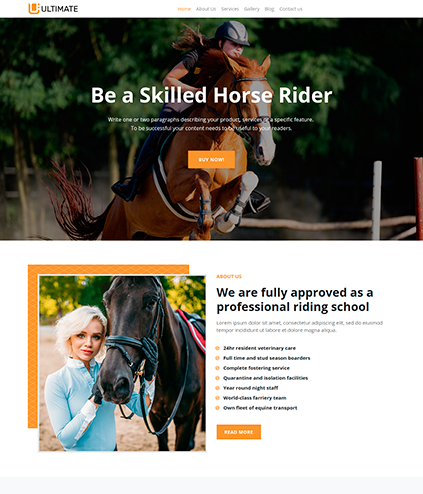 ULTIMATE
Home About Us Services Gallery Blog Contact us
Be a Skilled Horse Rider
Write one or two paragraphs describing your product, services or a specific feature.
To be successful your content needs to be useful to your readers.
BUY NOW!
ABOUT US
We are fully approved as a
professional riding school
Lorem ipsum dolor sit amet, consectetur adipiscing elit, sed do eiusmod
tempor incididunt ut labore et dolore magna aliqua.
24hr resident veterinary care
Full time and stud season boarders
Complete fostering service
Quarantine and isolation facilities
Year round night staff
World-class farriery team
Own fleet of equine transport
READ MORE